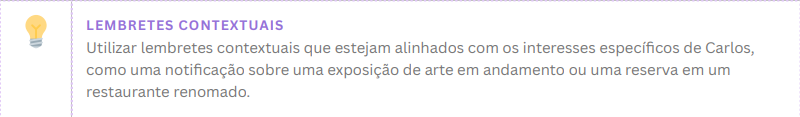 LEMBRETES CONTEXTUAIS
Utilizar lembretes contextuais que estejam alinhados com os interesses específicos de Carlos,
como uma notificação sobre uma exposição de arte em andamento ou uma reserva em um
restaurante renomado.